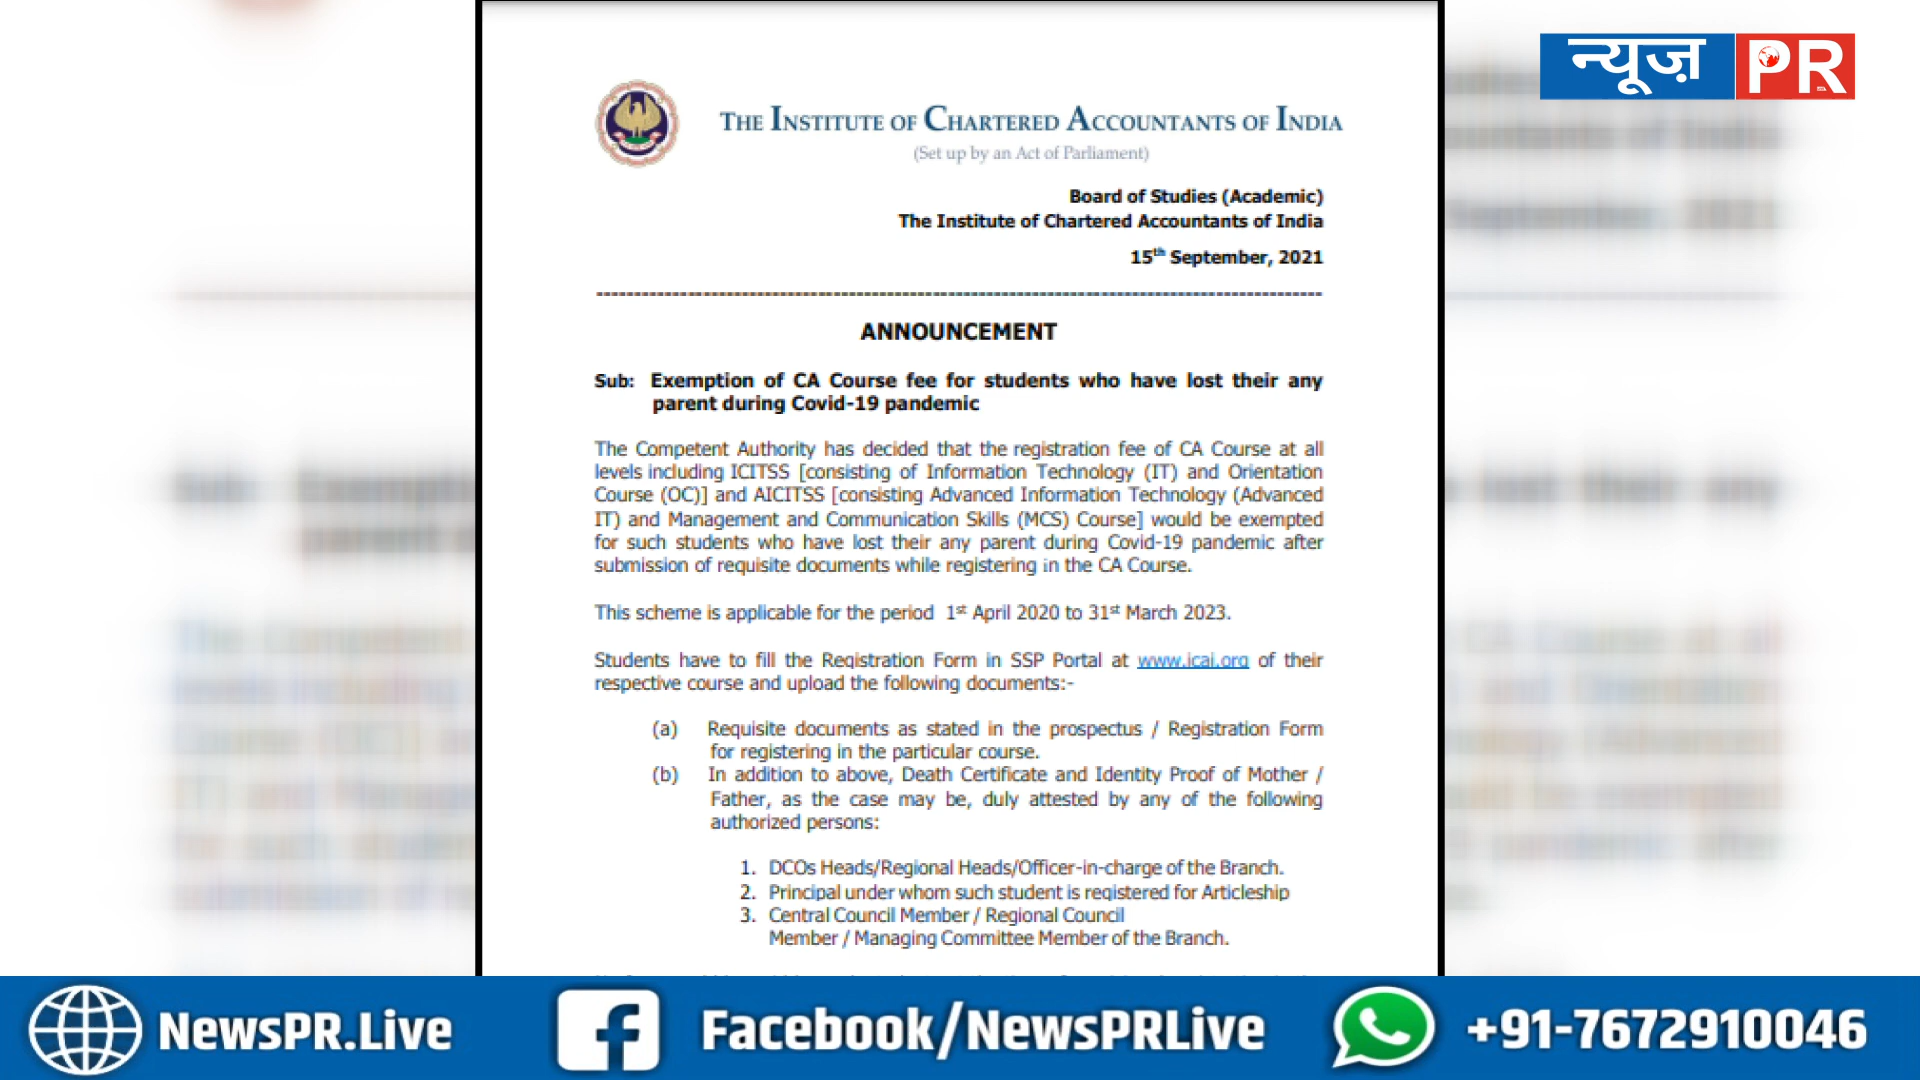 न्यूज़ PR
THE INSTITUTE OF CHARTERED ACCOUNTANTS OF INDIA
(Set up by an Act of Parliament)
Board of Studies (Academic)
The Institute of Chartered Accountants of India
15th September, 2021
--------------------------------------------------------------------------------
ANNOUNCEMENT
Sub: Exemption of CA Course fee for students who have lost their any
parent during Covid-19 pandemic
The Competent Authority has decided that the registration fee of CA Course at all
levels including ICITSS [consisting of Information Technology (IT) and Orientation
Course (OC)] and AICITSS [consisting Advanced Information Technology (Advanced
IT) and Management and Communication Skills (MCS) Course] would be exempted
for such students who have lost their any parent during Covid-19 pandemic after
submission of requisite documents while registering in the CA Course.
This scheme is applicable for the period 1st April 2020 to 31st March 2023.
Students have to fill the Registration Form in SSP Portal at www.icai.org of their
respective course and upload the following documents:-
(a) Requisite documents as stated in the prospectus / Registration Form
for registering in the particular course.
(b) In addition to above, Death Certificate and Identity Proof of Mother /
Father, as the case may be, duly attested by any of the following
authorized persons:
1. DCOs Heads/Regional Heads/Officer-in-charge of the Branch.
2. Principal under whom such student is registered for Articleship
3. Central Council Member / Regional Council
Member / Managing Committee Member of the Branch.
NewsPR.Live Facebook/NewsPRLive +91-7672910046